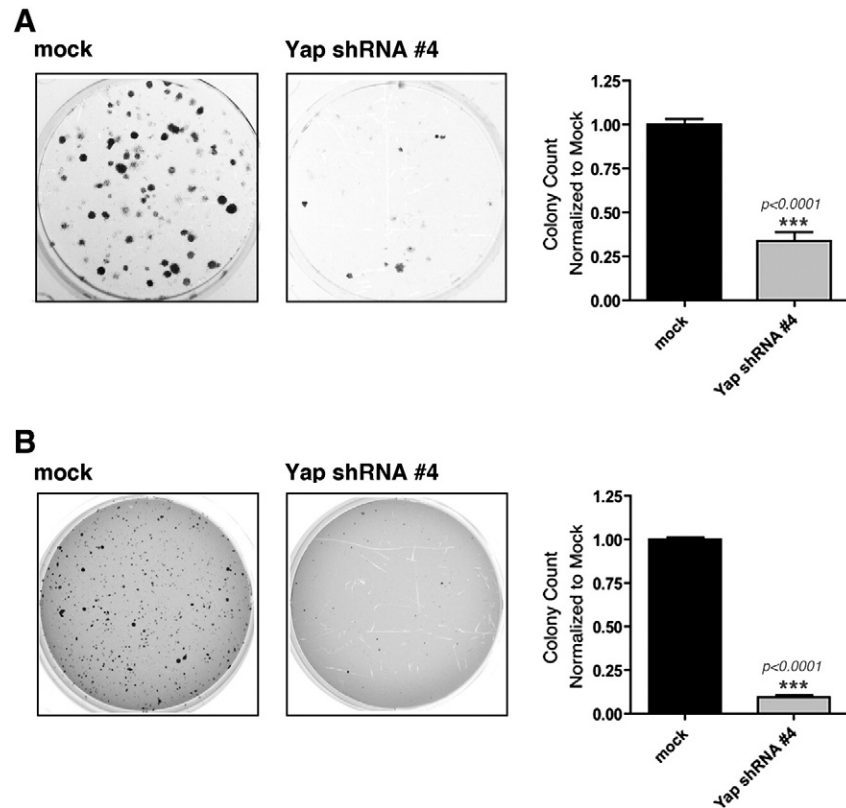 A
mock
Yap shRNA #4
1.25
1.00
0.75
0.50
0.25
0.00
Colony Count
Normalized to Mock
p<0.0001
***
mock
Yap shRNA #4
B
mock
Yap shRNA #4
1.25
1.00
0.75
0.50
0.25
0.00
Colony Count
Normalized to Mock
p<0.0001
***
mock
Yap shRNA #4